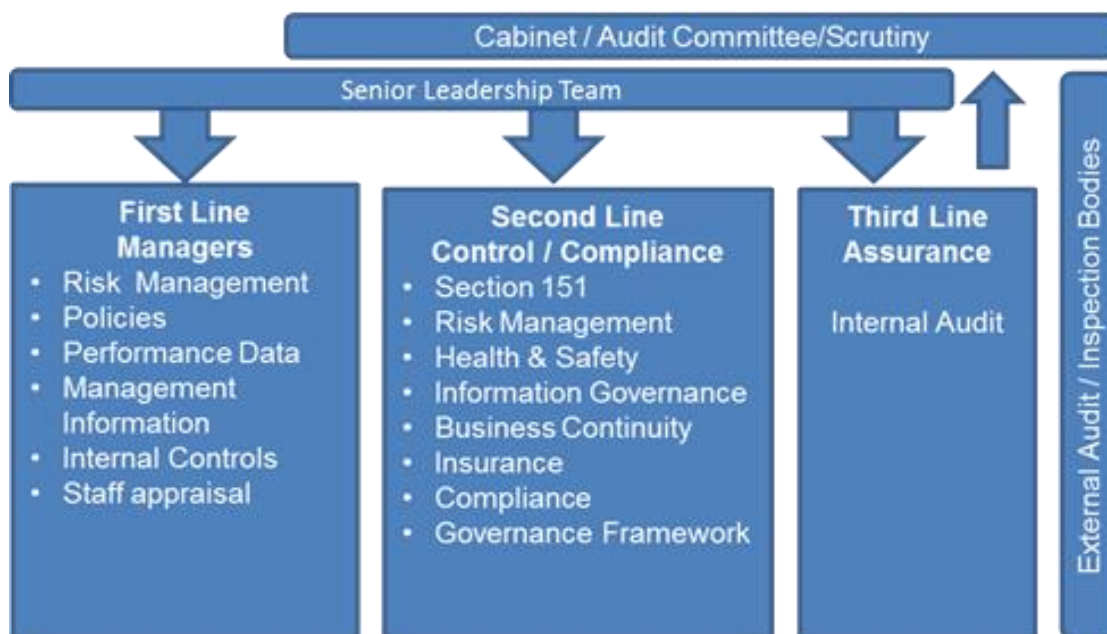 Cabinet / Audit Committee/Scrutiny
Senior Leadership Team
First Line
Managers
• Risk Management
• Policies
• Performance Data
• Management
Information
• Internal Controls
• Staff appraisal
Second Line
Control / Compliance
• Section 151
• Risk Management
• Health & Safety
• Information Governance
• Business Continuity
• Insurance
• Compliance
• Governance Framework
Third Line
Assurance
Internal Audit
External Audit / Inspection Bodies